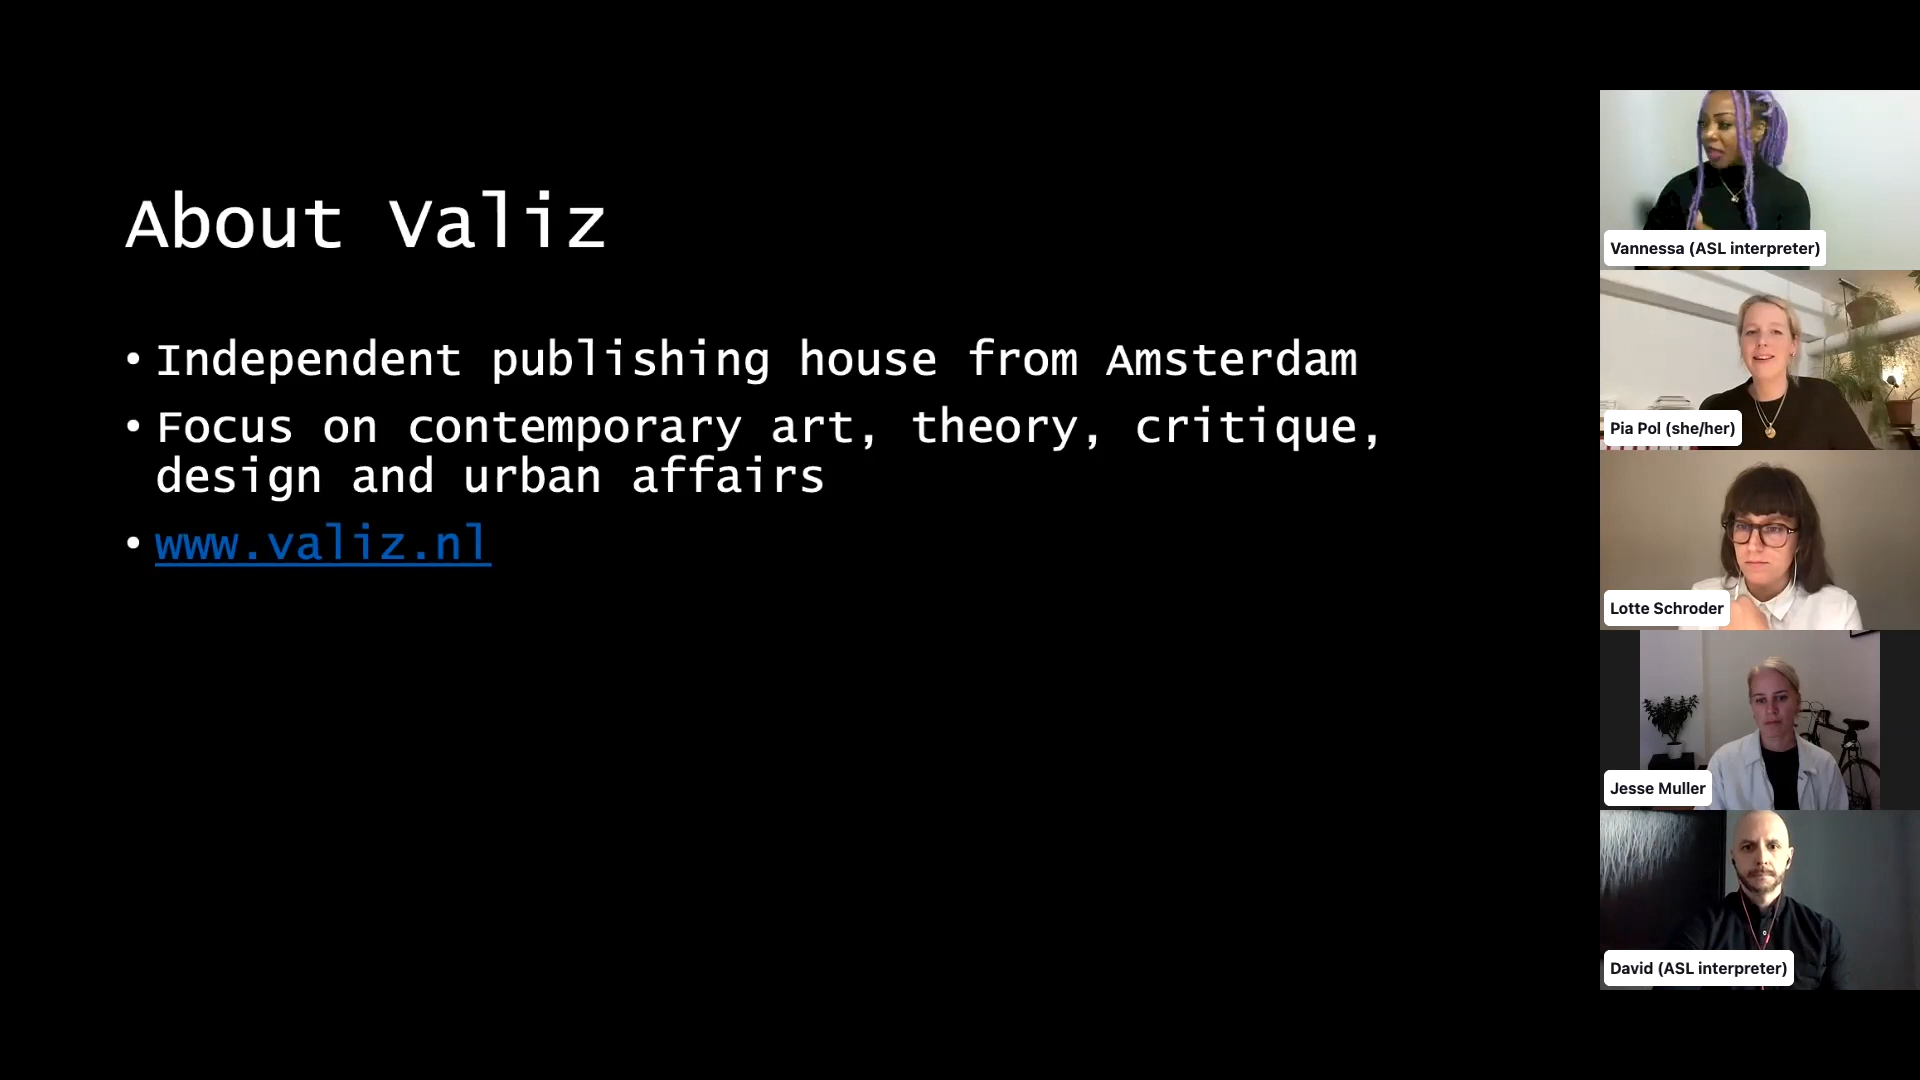 About Valiz
• Independent publishing house from Amsterdam
• Focus on contemporary art, theory, critique,
design and urban affairs
• www.valiz.nl
Vannessa (ASL interpreter)
Pia Pol (she/her)
Lotte Schroder
Jesse Muller
David (ASL interpreter)